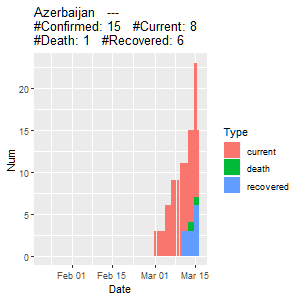 Azerbaijan   ---
#Confirmed: 15   #Current: 8
#Death: 1   #Recovered: 6
Num
20
15
10
5
0
Feb 01
Feb 15
Mar 01
Mar 15
Date
Type
current
death
recovered